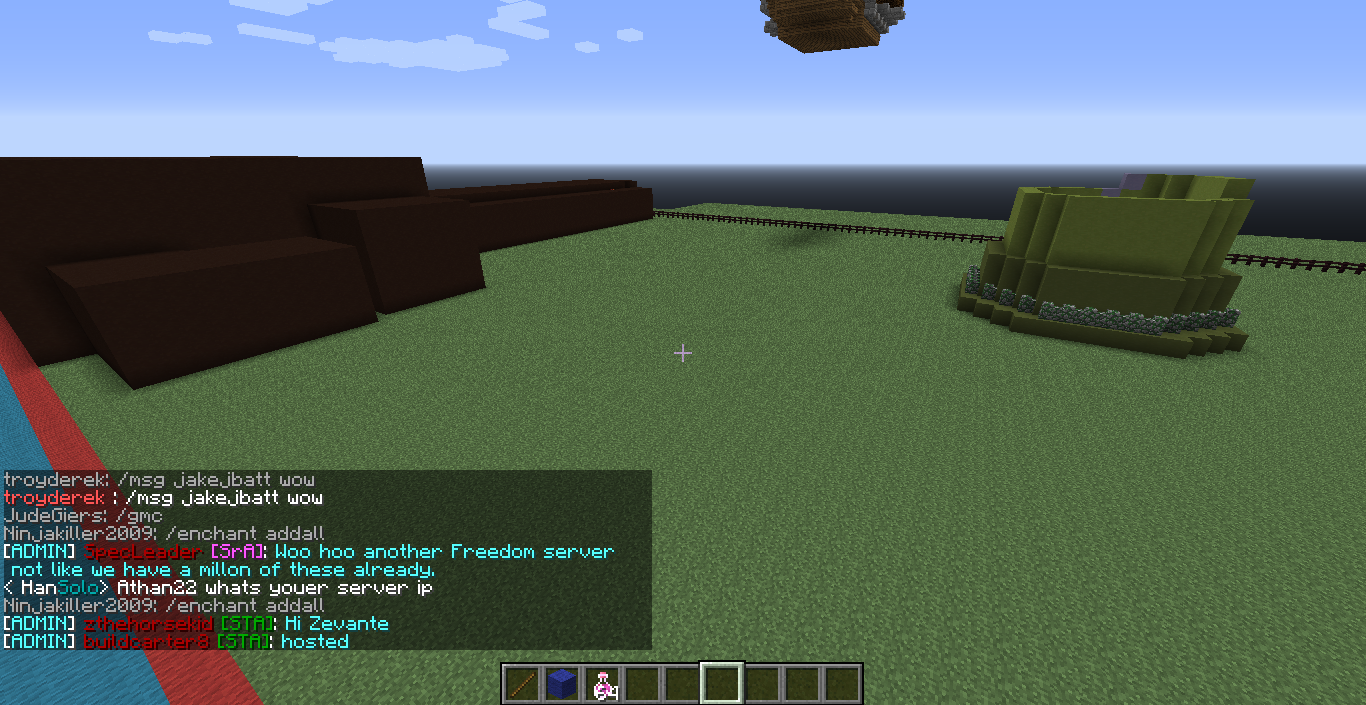 troyderek: /msg jakejbatt wow
troyderek : /msg jakejbatt wow
JudeGiers: /gmc
Ninjakiller2009: /enchant addall
[ADMIN] SpecLeader [SrA]: Woo hoo another Freedom server
not like we have a millon of these already.
< HanSolo> Athan22 whats youer server ip
Ninjakiller2009: /enchant addall
[ADMIN] zthehorsekid [STA]: Hi Zevante
[ADMIN] buildcarter8 [STA]: hosted
4